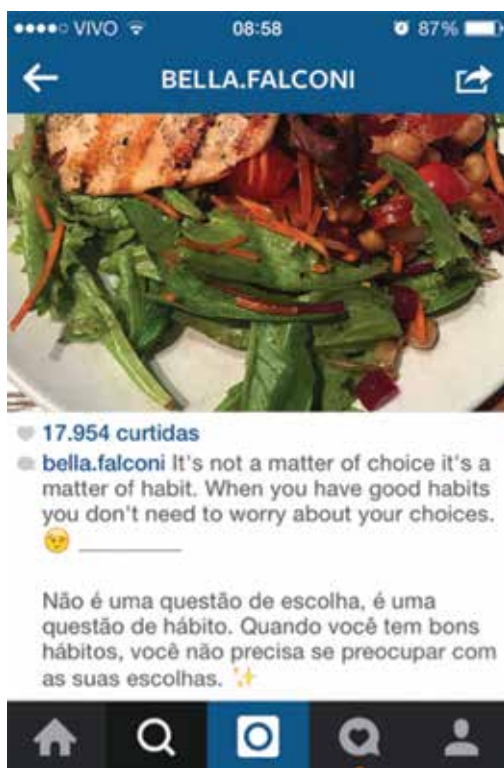 VIVO 08:58 87%
BELLA.FALCONI
17.954 curtidas
bella.falconi It's not a matter of choice it's a
matter of habit. When you have good habits
you don't need to worry about your choices.
😉 __________
Não é uma questão de escolha, é uma
questão de hábito. Quando você tem bons
hábitos, você não precisa se preocupar com
as suas escolhas. ✨